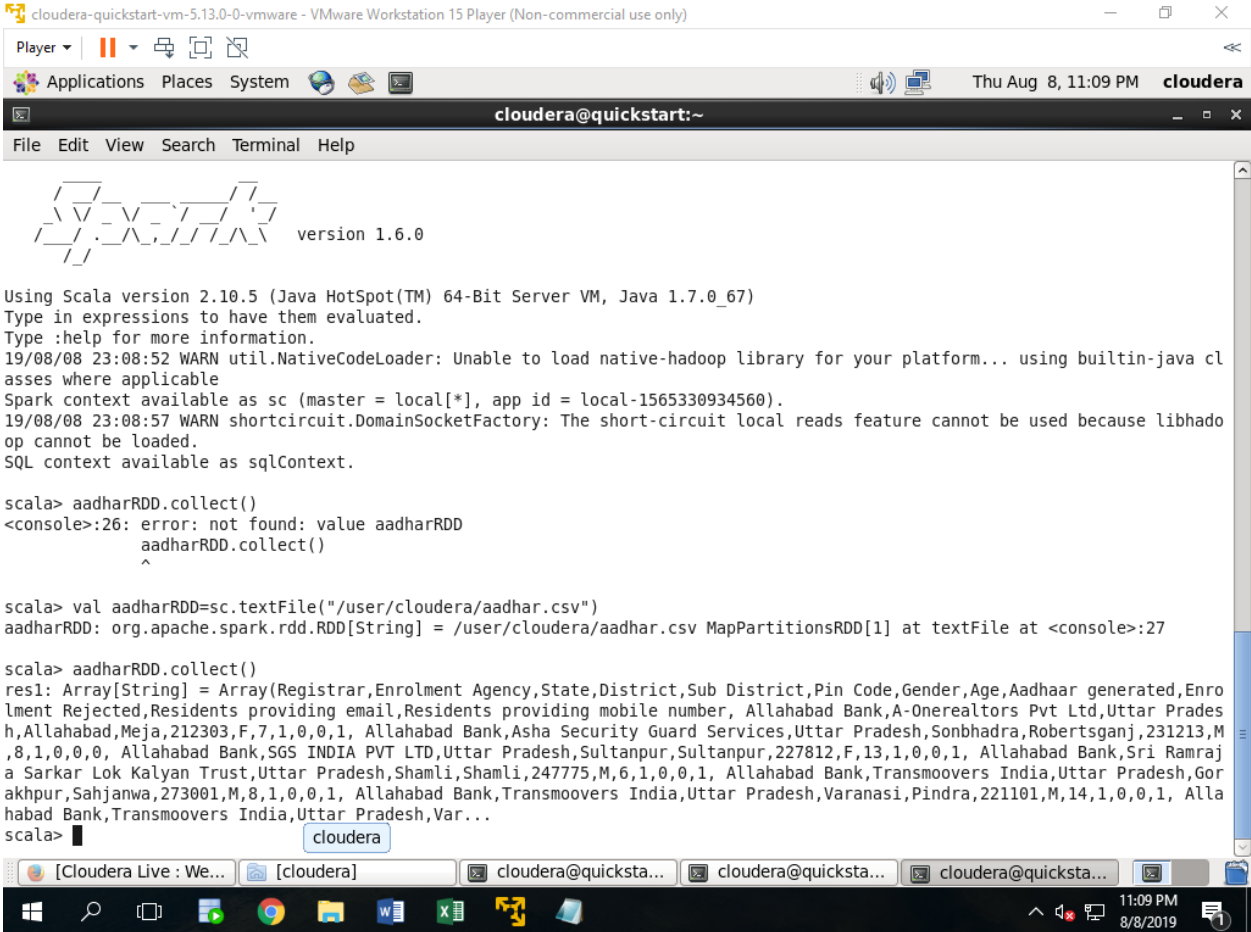 cloudera-quickstart-vm-5.13.0-0-vmware - VMware Workstation 15 Player (Non-commercial use only)
Player
Applications Places System Thu Aug 8, 11:09 PM cloudera
cloudera@quickstart:~
File Edit View Search Terminal Help
Spark version 1.6.0
Using Scala version 2.10.5 (Java HotSpot(TM) 64-Bit Server VM, Java 1.7.0_67)
Type in expressions to have them evaluated.
Type :help for more information.
19/08/08 23:08:52 WARN util.NativeCodeLoader: Unable to load native-hadoop library for your platform... using builtin-java cl
asses where applicable
Spark context available as sc (master = local[*], app id = local-1565330934560).
19/08/08 23:08:57 WARN shortcircuit.DomainSocketFactory: The short-circuit local reads feature cannot be used because libhado
op cannot be loaded.
SQL context available as sqlContext.
scala> aadharRDD.collect()
<console>:26: error: not found: value aadharRDD
aadharRDD.collect()
^
scala> val aadharRDD=sc.textFile("/user/cloudera/aadhar.csv")
aadharRDD: org.apache.spark.rdd.RDD[String] = /user/cloudera/aadhar.csv MapPartitionsRDD[1] at textFile at <console>:27
scala> aadharRDD.collect()
res1: Array[String] = Array(Registrar,Enrolment Agency,State,District,Sub District,Pin Code,Gender,Age,Aadhaar generated,Enro
lment Rejected,Residents providing email,Residents providing mobile number, Allahabad Bank,A-Onerealtors Pvt Ltd,Uttar Prades
h,Allahabad,Meja,212303,F,7,1,0,0,1, Allahabad Bank,Asha Security Guard Services,Uttar Pradesh,Sonbhadra,Robertsganj,231213,M
,8,1,0,0,0, Allahabad Bank,SGS INDIA PVT LTD,Uttar Pradesh,Sultanpur,Sultanpur,227812,F,13,1,0,0,1, Allahabad Bank,Sri Ramraj
a Sarkar Lok Kalyan Trust,Uttar Pradesh,Shamli,Shamli,247775,M,6,1,0,0,1, Allahabad Bank,Transmoovers India,Uttar Pradesh,Gor
akhpur,Sahjanwa,273001,M,8,1,0,0,1, Allahabad Bank,Transmoovers India,Uttar Pradesh,Varanasi,Pindra,221101,M,14,1,0,0,1, Alla
habad Bank,Transmoovers India,Uttar Pradesh,Var...
scala>
cloudera
[Cloudera Live : We... [cloudera] cloudera@quicksta... cloudera@quicksta... cloudera@quicksta...
11:09 PM
8/8/2019
1